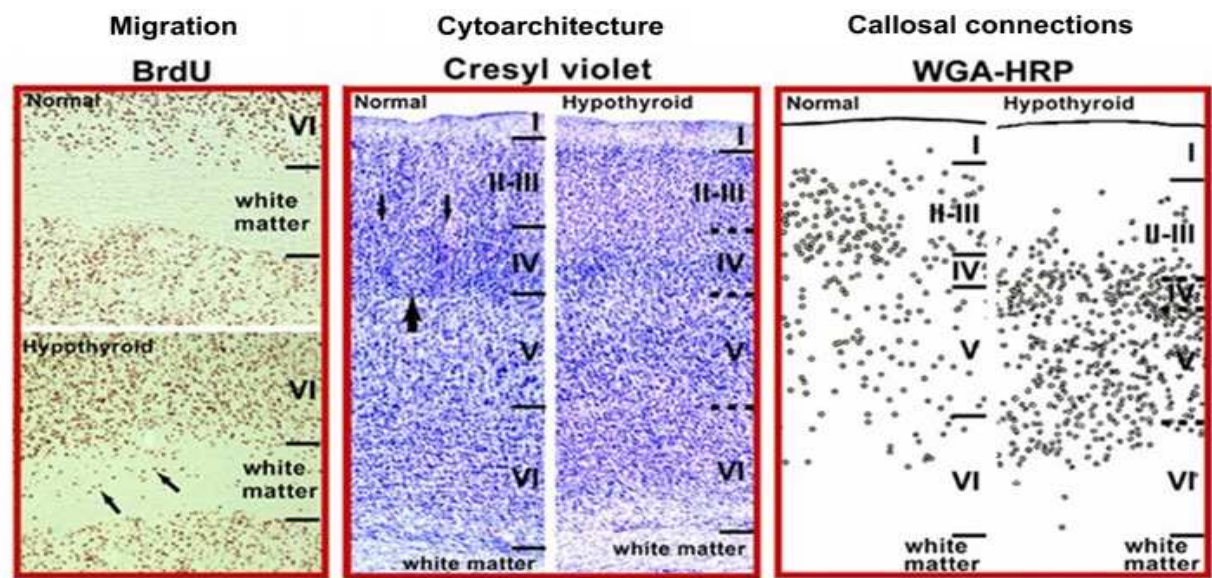 Migration
Cytoarchitecture
Callosal connections
BrdU
Cresyl violet
WGA-HRP
Normal
VI
white
matter
Hypothyroid
VI
white
matter
Normal
Hypothyroid
I
II-III
IV
V
VI
white matter
I
II-III
IV
V
VI
white matter
Normal
Hypothyroid
I
II-III
IV
V
VI
white
matter
I
II-III
IV
V
VI
white
matter